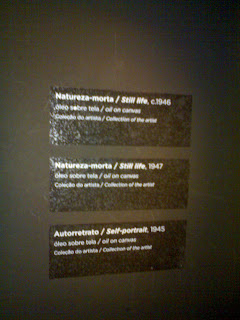 Natureza-morta / Still life, c.1946
óleo sobre tela / oil on canvas
Coleção do artista / Collection of the artist
Natureza-morta / Still life, 1947
óleo sobre tela / oil on canvas
Coleção do artista / Collection of the artist
Autorretrato / Self-portrait, 1945
óleo sobre tela / oil on canvas
Coleção do artista / Collection of the artist